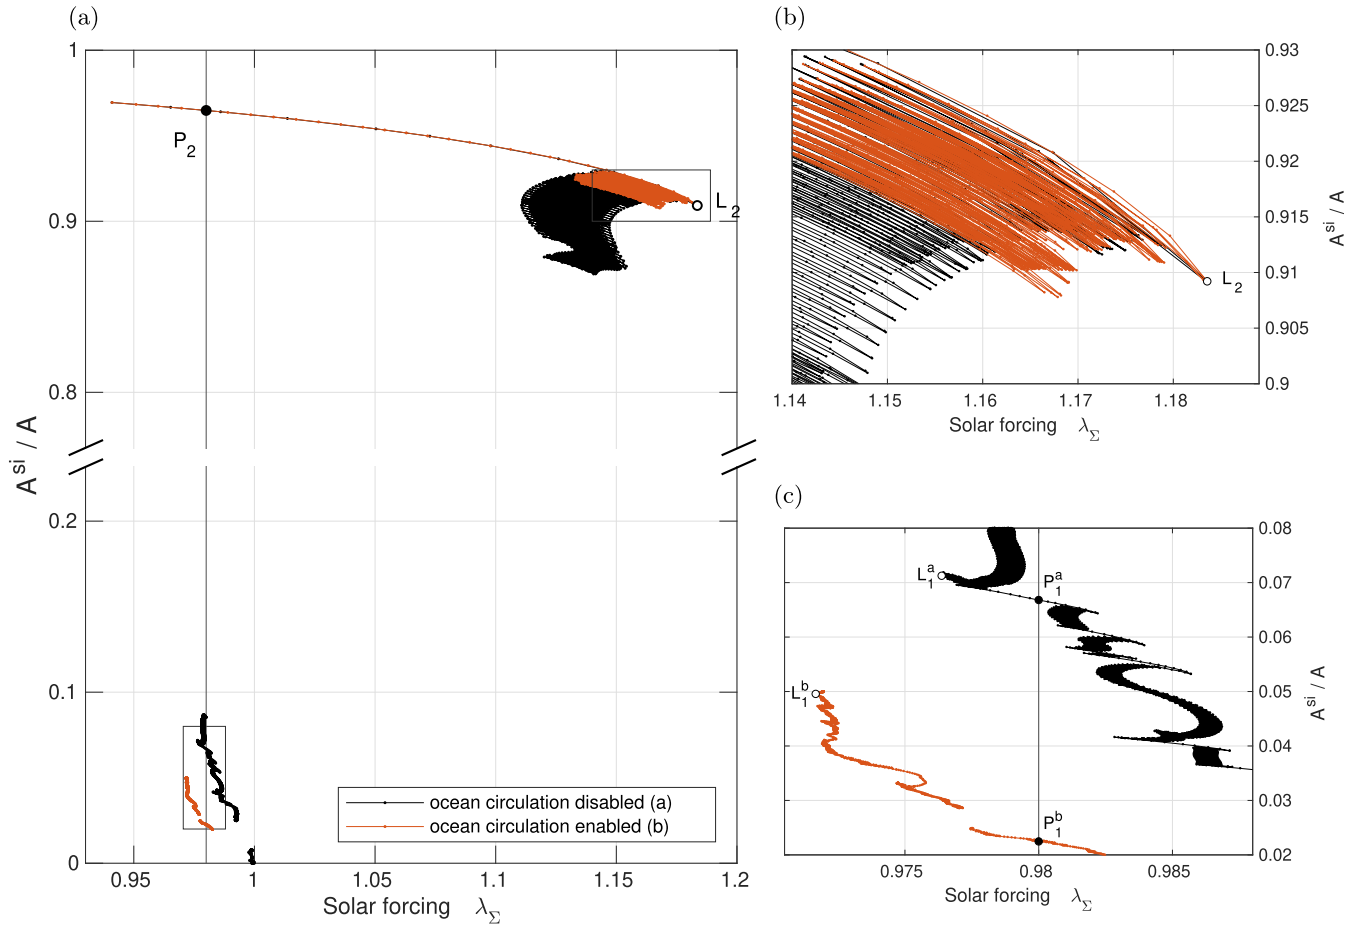 (a)
1
0.9
0.8
0.2
0.1
0
A^si / A
P_2
L_2
ocean circulation disabled (a)
ocean circulation enabled (b)
0.95
1
1.05
1.1
1.15
1.2
Solar forcing λ_Σ
(b)
0.93
0.925
0.92
0.915
0.91
0.905
0.9
A^si / A
L_2
1.14
1.15
1.16
1.17
1.18
Solar forcing λ_Σ
(c)
0.08
0.07
0.06
0.05
0.04
0.03
0.02
A^si / A
L_1^a
P_1^a
L_1^b
P_1^b
0.975
0.98
0.985
Solar forcing λ_Σ